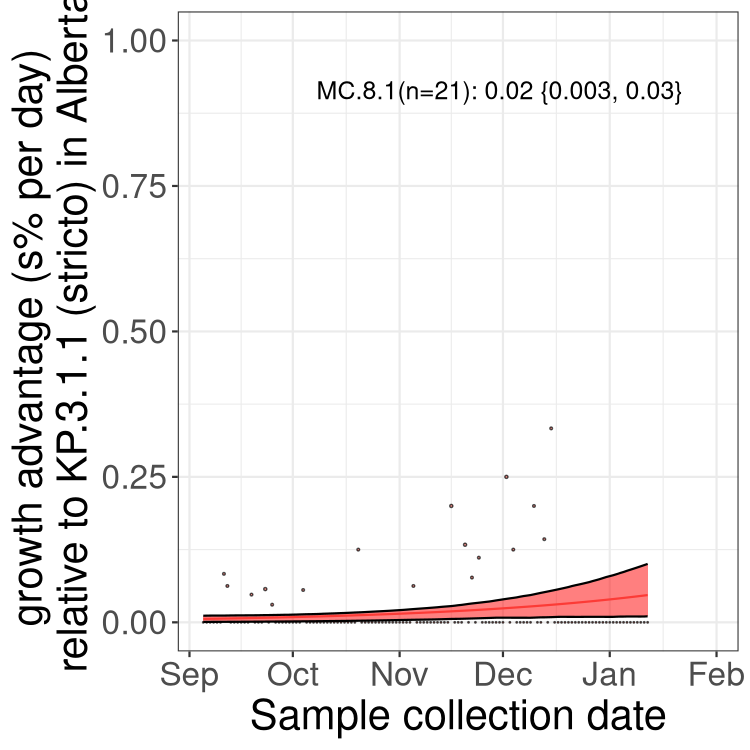 growth advantage (s% per day)
relative to KP.3.1.1 (stricto) in Alberta
1.00
0.75
0.50
0.25
0.00
MC.8.1(n=21): 0.02 {0.003, 0.03}
Sep Oct Nov Dec Jan Feb
Sample collection date